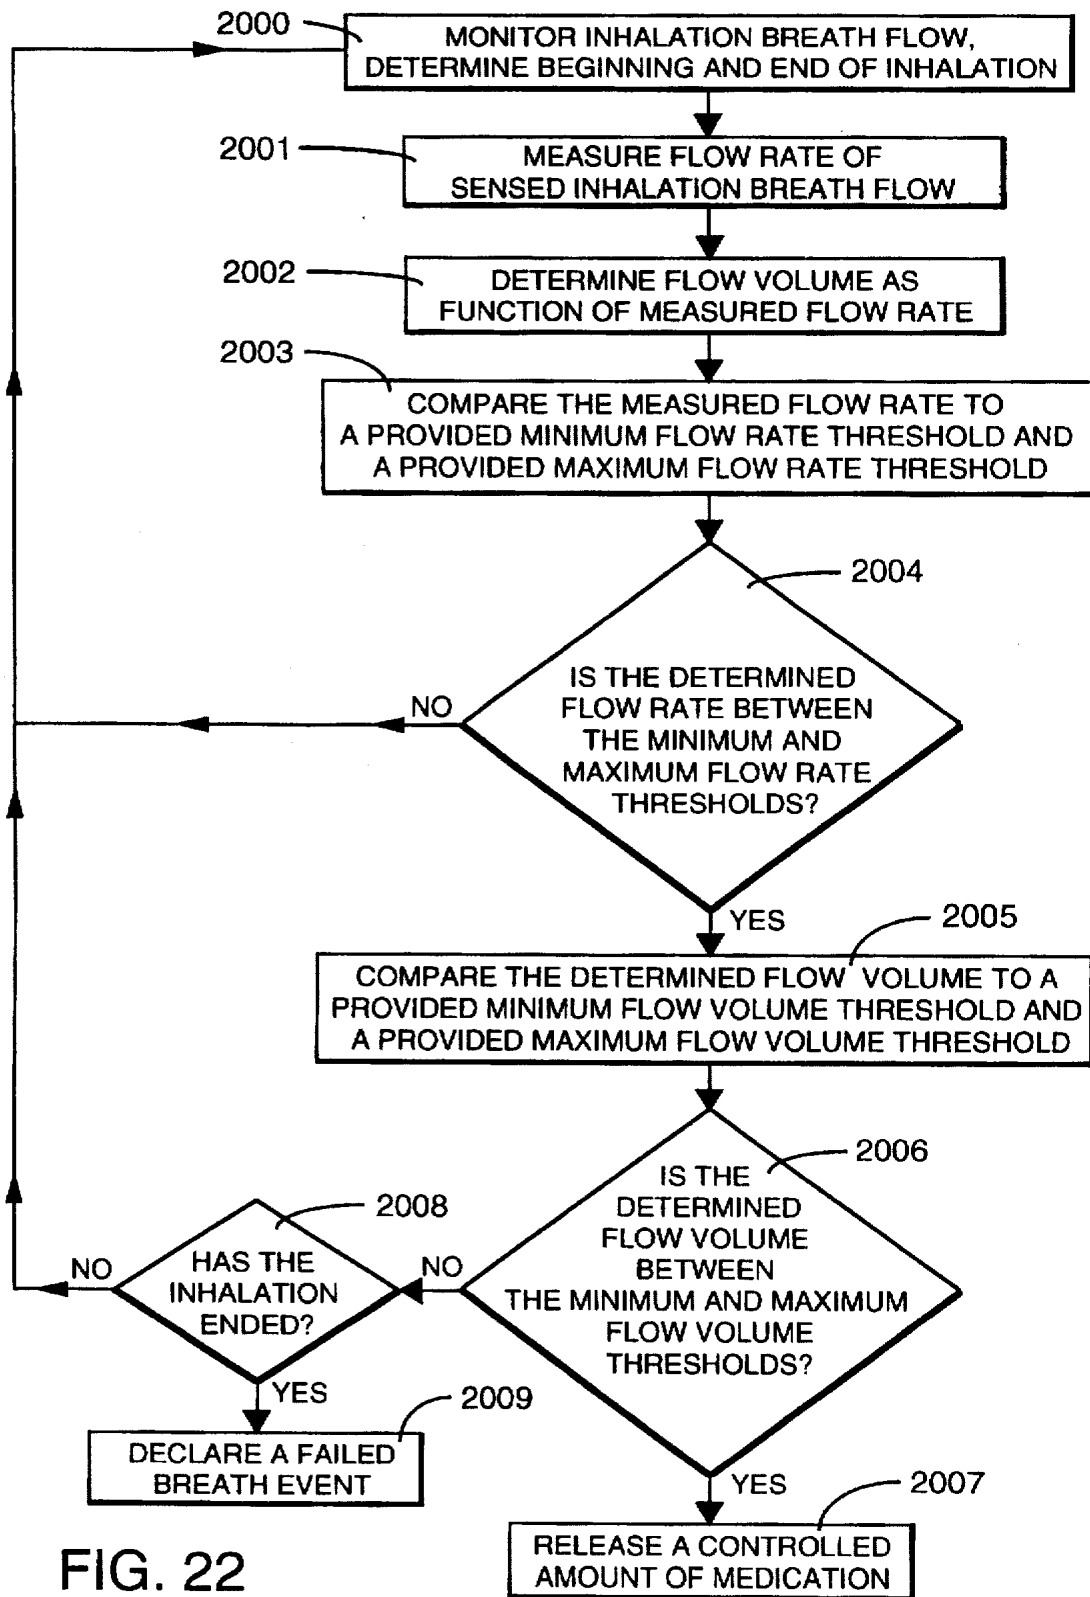 2000
MONITOR INHALATION BREATH FLOW,
DETERMINE BEGINNING AND END OF INHALATION
2001
MEASURE FLOW RATE OF
SENSED INHALATION BREATH FLOW
2002
DETERMINE FLOW VOLUME AS
FUNCTION OF MEASURED FLOW RATE
2003
COMPARE THE MEASURED FLOW RATE TO
A PROVIDED MINIMUM FLOW RATE THRESHOLD AND
A PROVIDED MAXIMUM FLOW RATE THRESHOLD
2004
IS THE DETERMINED
FLOW RATE BETWEEN
THE MINIMUM AND
MAXIMUM FLOW RATE
THRESHOLDS?
NO
YES
2005
COMPARE THE DETERMINED FLOW VOLUME TO A
PROVIDED MINIMUM FLOW VOLUME THRESHOLD AND
A PROVIDED MAXIMUM FLOW VOLUME THRESHOLD
2006
IS THE
DETERMINED
FLOW VOLUME
BETWEEN
THE MINIMUM AND MAXIMUM
FLOW VOLUME
THRESHOLDS?
NO
2008
HAS THE
INHALATION
ENDED?
NO
YES
2009
DECLARE A FAILED
BREATH EVENT
YES
2007
RELEASE A CONTROLLED
AMOUNT OF MEDICATION
FIG. 22